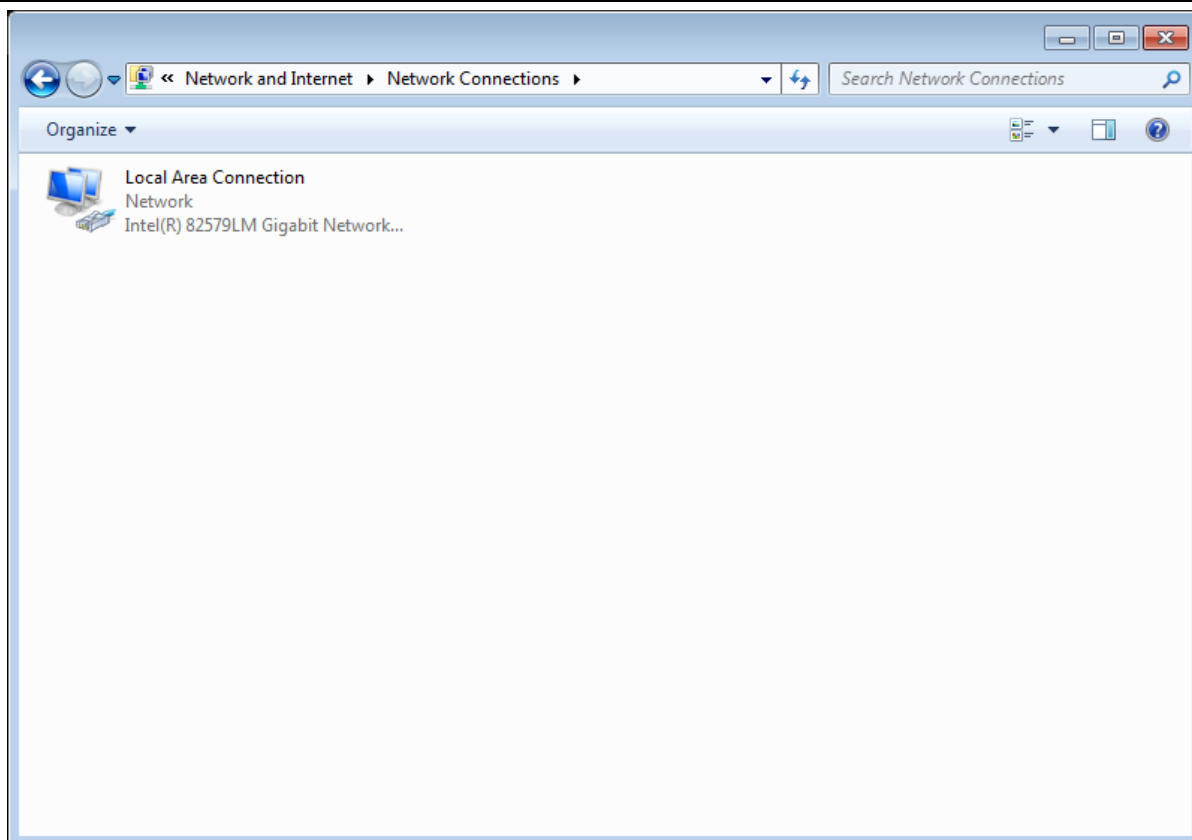 « Network and Internet ▸ Network Connections ▸
Search Network Connections
Organize
Local Area Connection
Network
Intel(R) 82579LM Gigabit Network...